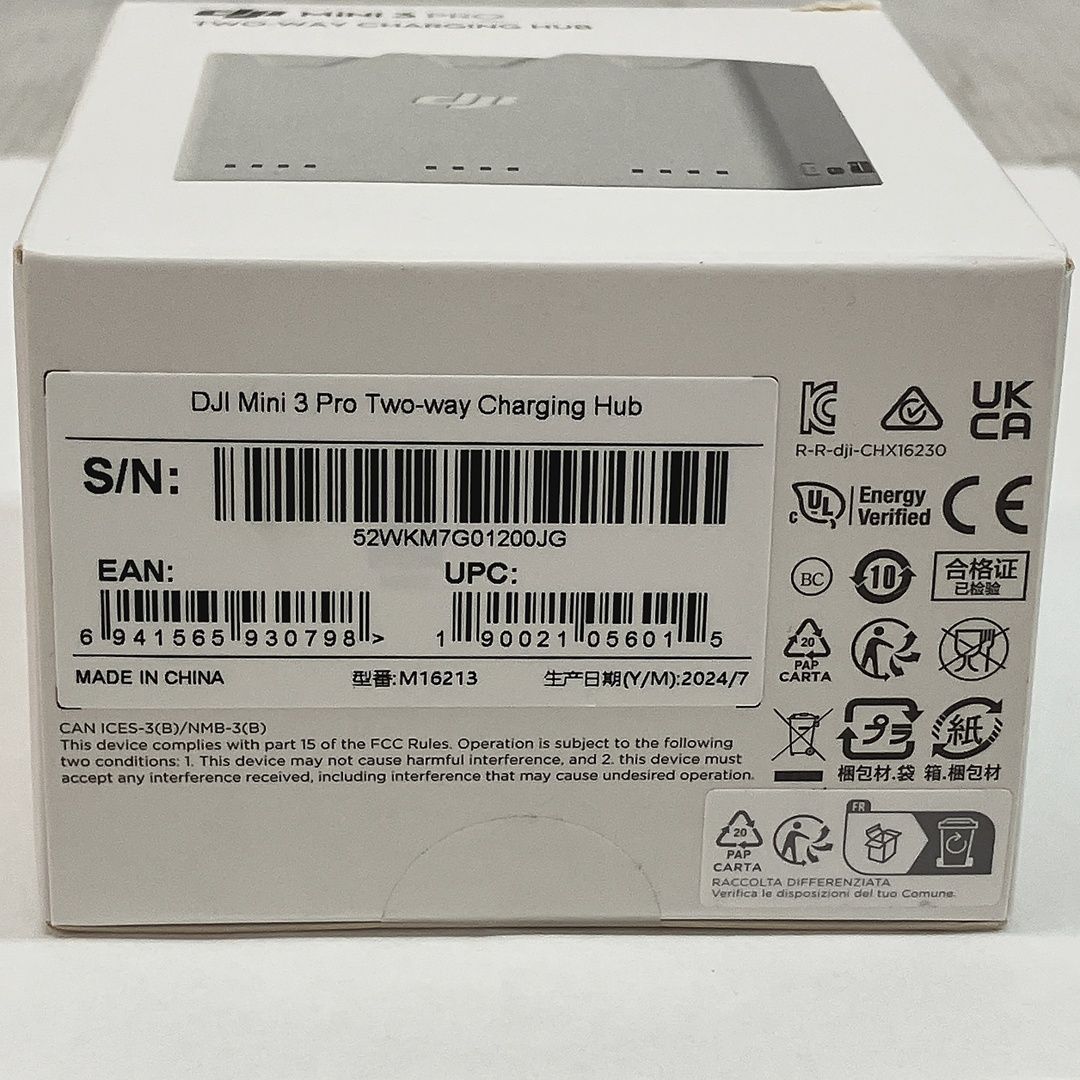 dji MINI 3 PRO
TWO-WAY CHARGING HUB
dji
DJI Mini 3 Pro Two-way Charging Hub
S/N:
52WKM7G01200JG
EAN:
UPC:
6 941565 930798 >
1 90021 05601 5
MADE IN CHINA
型番:M16213
生产日期(Y/M):2024/7
CAN ICES-3(B)/NMB-3(B)
This device complies with part 15 of the FCC Rules. Operation is subject to the following
two conditions: 1. This device may not cause harmful interference, and 2. this device must
accept any interference received, including interference that may cause undesired operation.
UK
CA
R-R-dji-CHX16230
c UL
Energy
Verified
CE
BC
10
合格证
已检验
20
PAP
CARTA
プラ
紙
梱包材.袋
箱.梱包材
20
PAP
CARTA
FR
RACCOLTA DIFFERENZIATA
Verifica le disposizioni del tuo Comune.